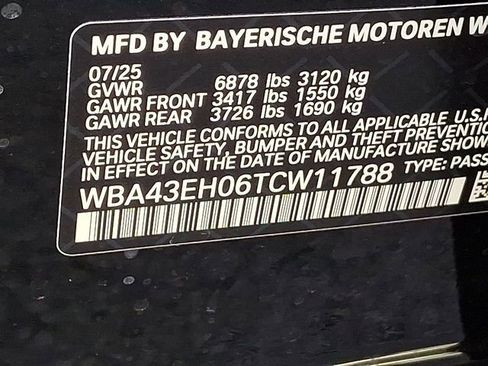 MFD BY BAYERISCHE MOTOREN W
07/25
GVWR 6878 lbs 3120 kg
GAWR FRONT 3417 lbs 1550 kg
GAWR REAR 3726 lbs 1690 kg
THIS VEHICLE CONFORMS TO ALL APPLICABLE U.S.
VEHICLE SAFETY, BUMPER AND THEFT PREVENTION
IN EFFECT ON THE DATE OF MANUFACTURE SHOW
WBA43EH06TCW11788 TYPE: PASS